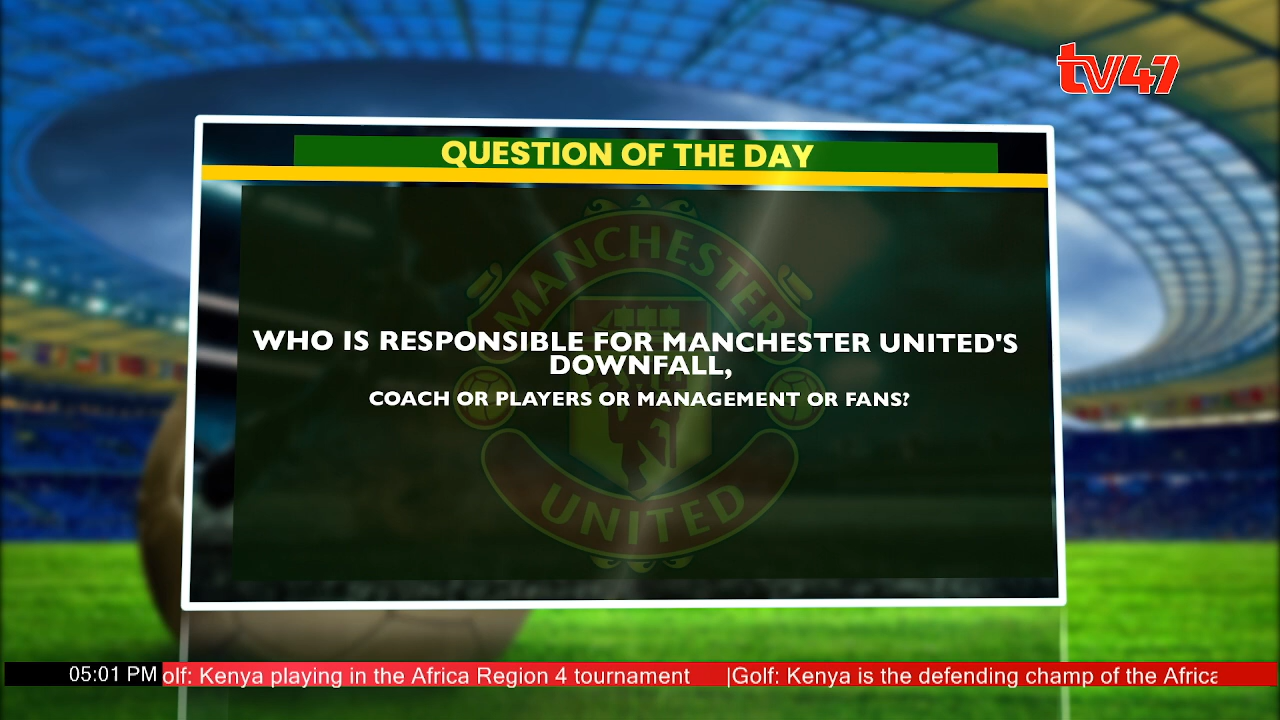 tv47
QUESTION OF THE DAY
MANCHESTER
WHO IS RESPONSIBLE FOR MANCHESTER UNITED'S
DOWNFALL,
COACH OR PLAYERS OR MANAGEMENT OR FANS?
UNITED
05:01 PM olf: Kenya playing in the Africa Region 4 tournament |Golf: Kenya is the defending champ of the Africa